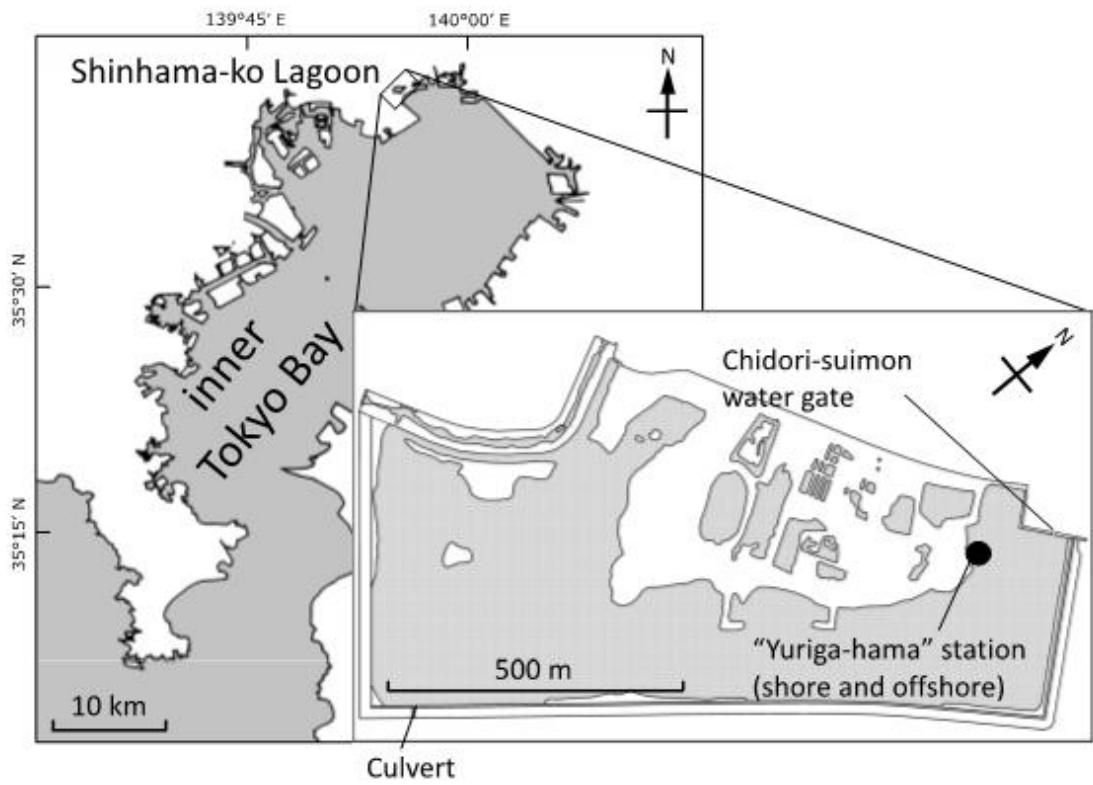 139°45’ E
140°00’ E
Shinhama-ko Lagoon
N
35°30’ N
inner
Tokyo Bay
Chidori-suimon
water gate
N
35°15’ N
“Yuriga-hama” station
(shore and offshore)
500 m
10 km
Culvert